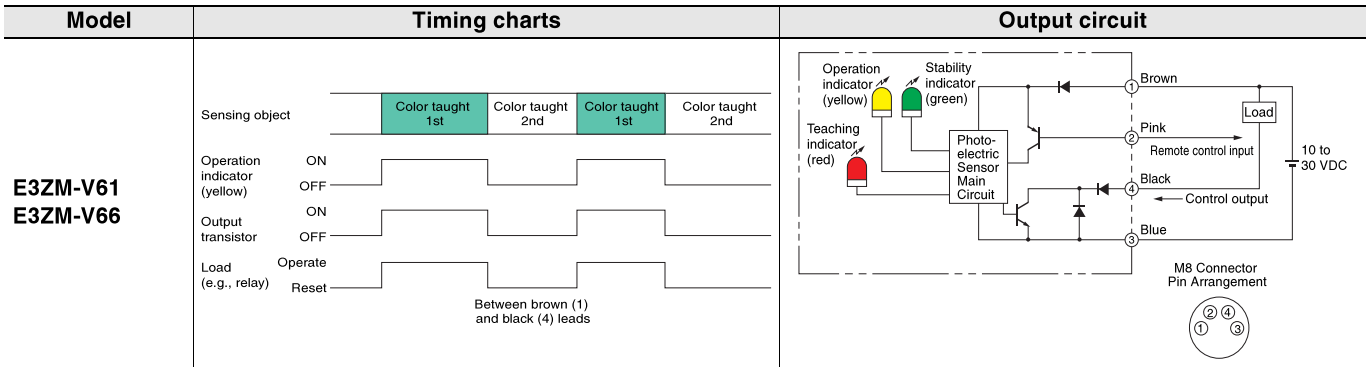 Model
Timing charts
Output circuit
E3ZM-V61
E3ZM-V66
Sensing object
Color taught
1st
Color taught
2nd
Color taught
1st
Color taught
2nd
Operation
indicator
(yellow)
ON
OFF
Output
transistor
ON
OFF
Load
(e.g., relay)
Operate
Reset
Between brown (1)
and black (4) leads
Operation
indicator
(yellow)
Stability
indicator
(green)
Teaching
indicator
(red)
Photo-
electric
Sensor
Main
Circuit
1
Brown
Load
2
Pink
Remote control input
10 to
30 VDC
4
Black
Control output
3
Blue
M8 Connector
Pin Arrangement
2 4
1 3